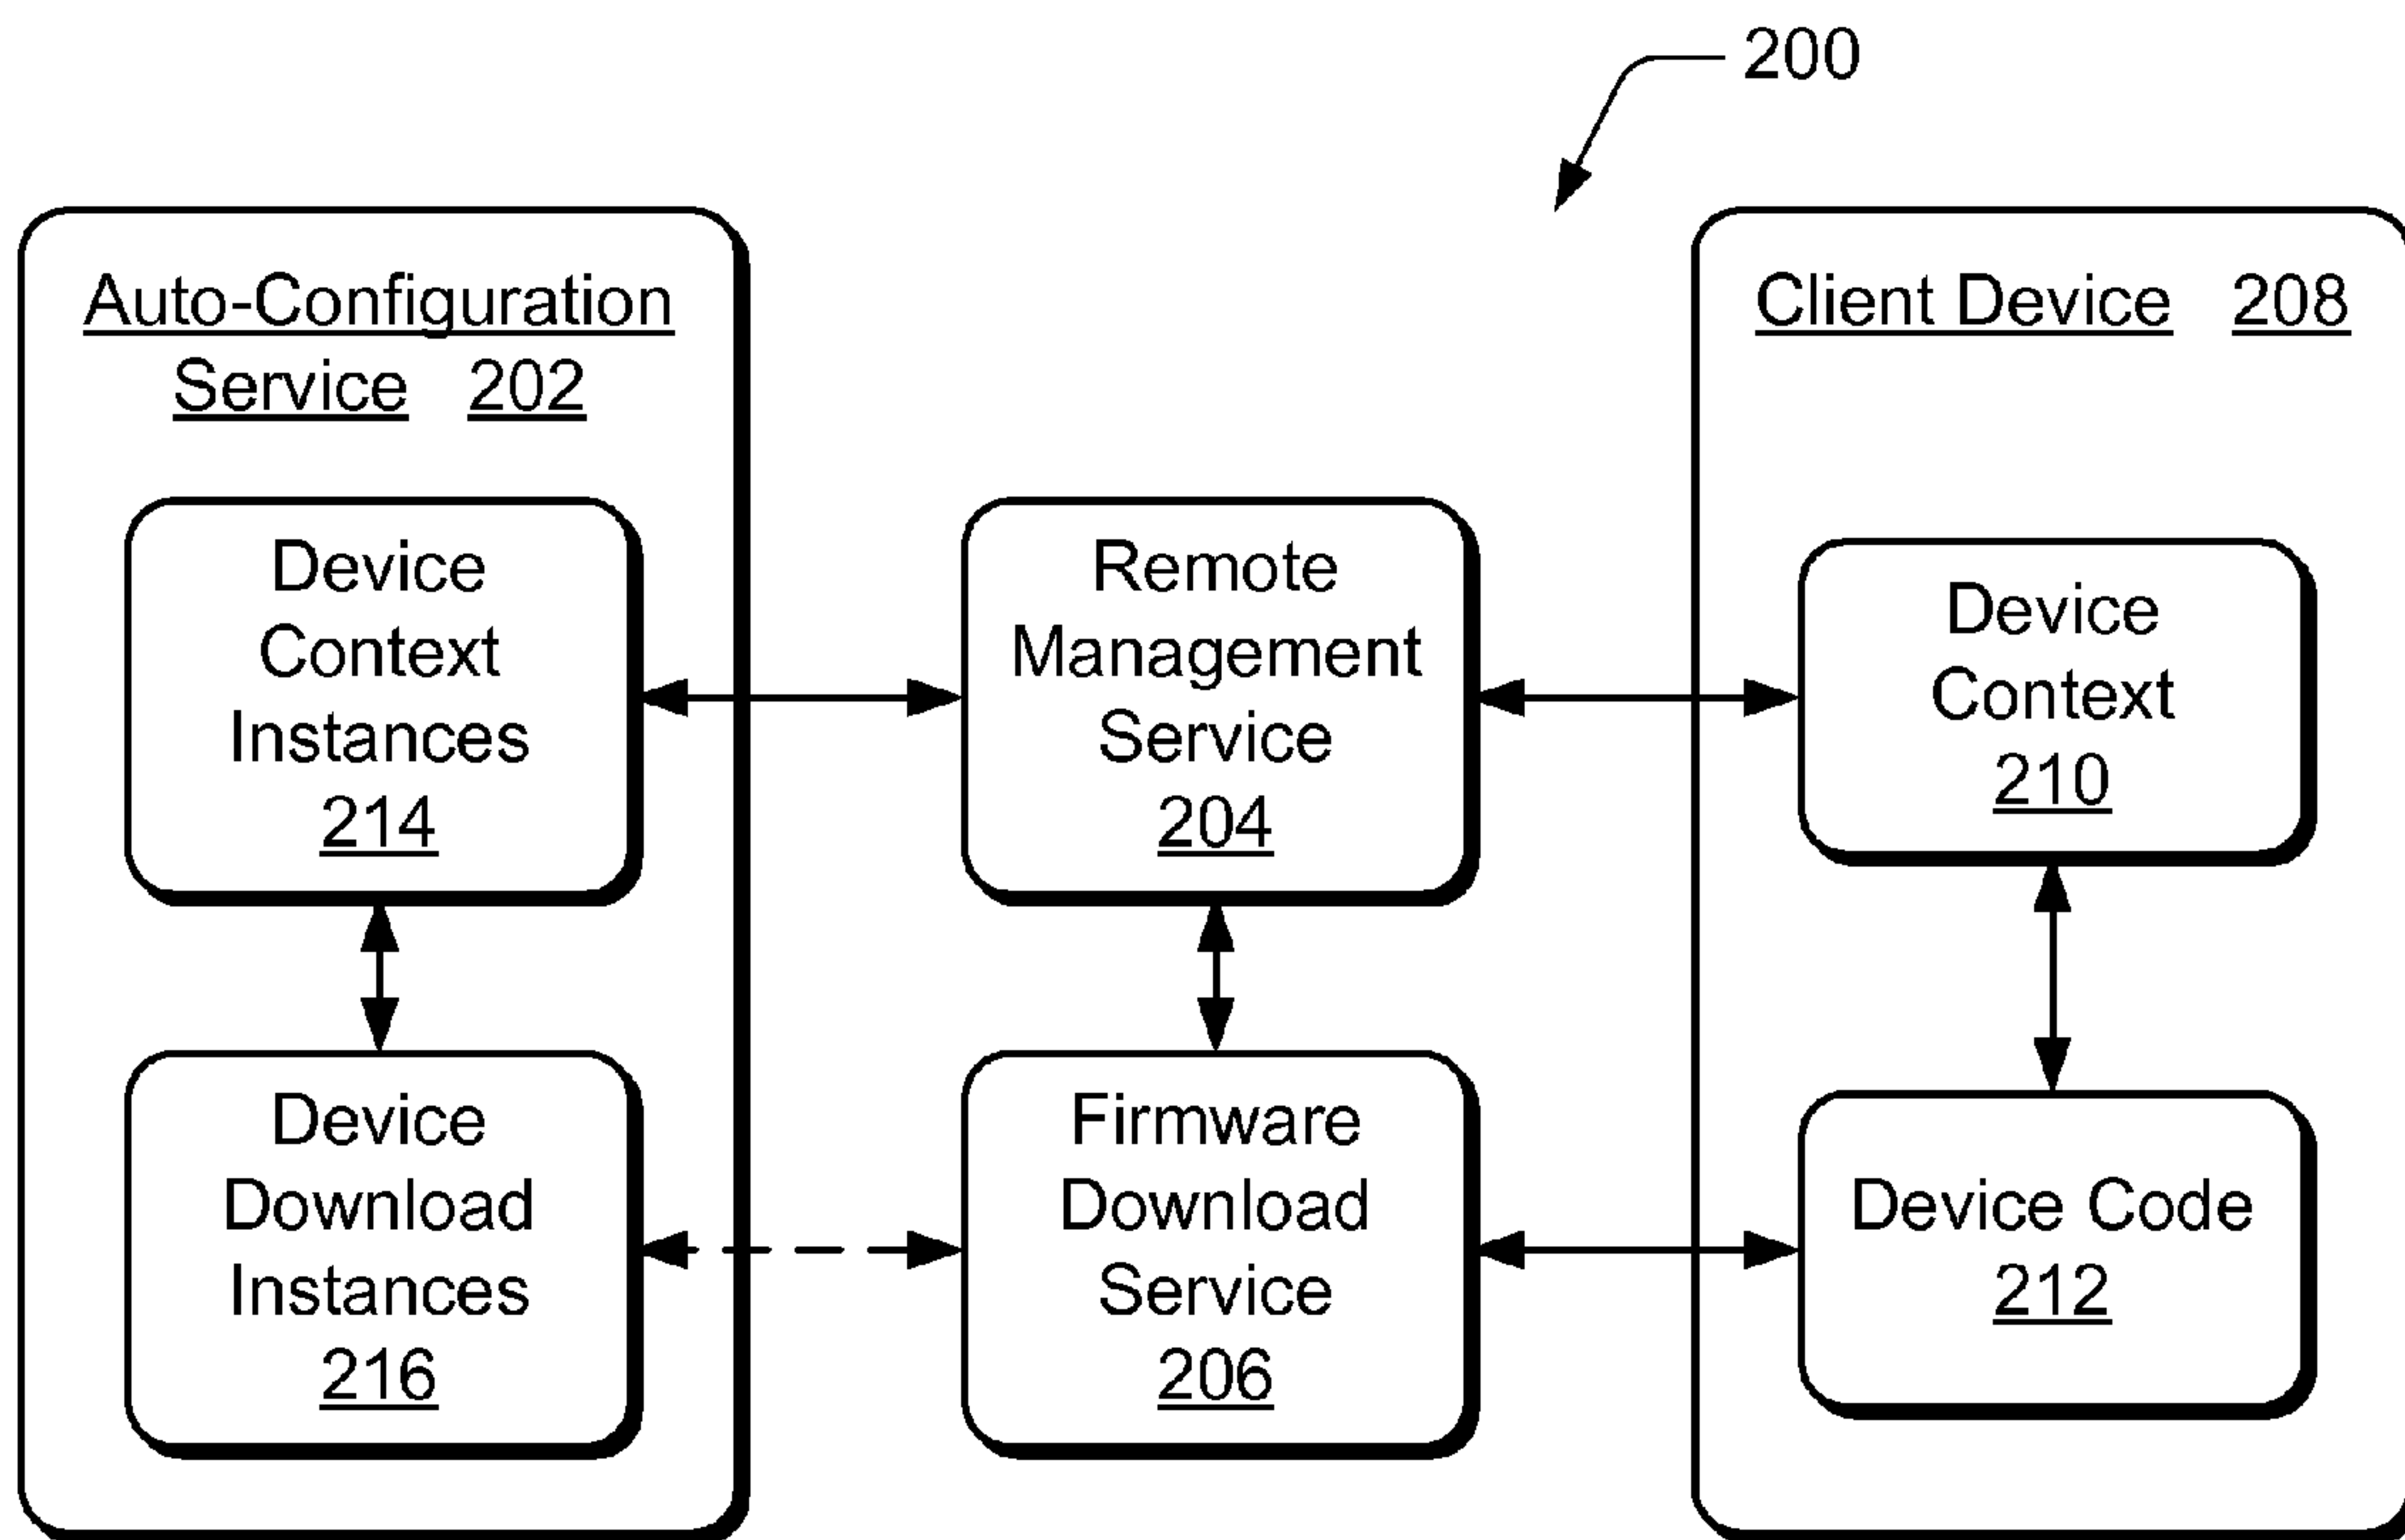 200
Auto-Configuration
Service 202
Device
Context
Instances
214
Device
Download
Instances
216
Remote
Management
Service
204
Firmware
Download
Service
206
Client Device 208
Device
Context
210
Device Code
212